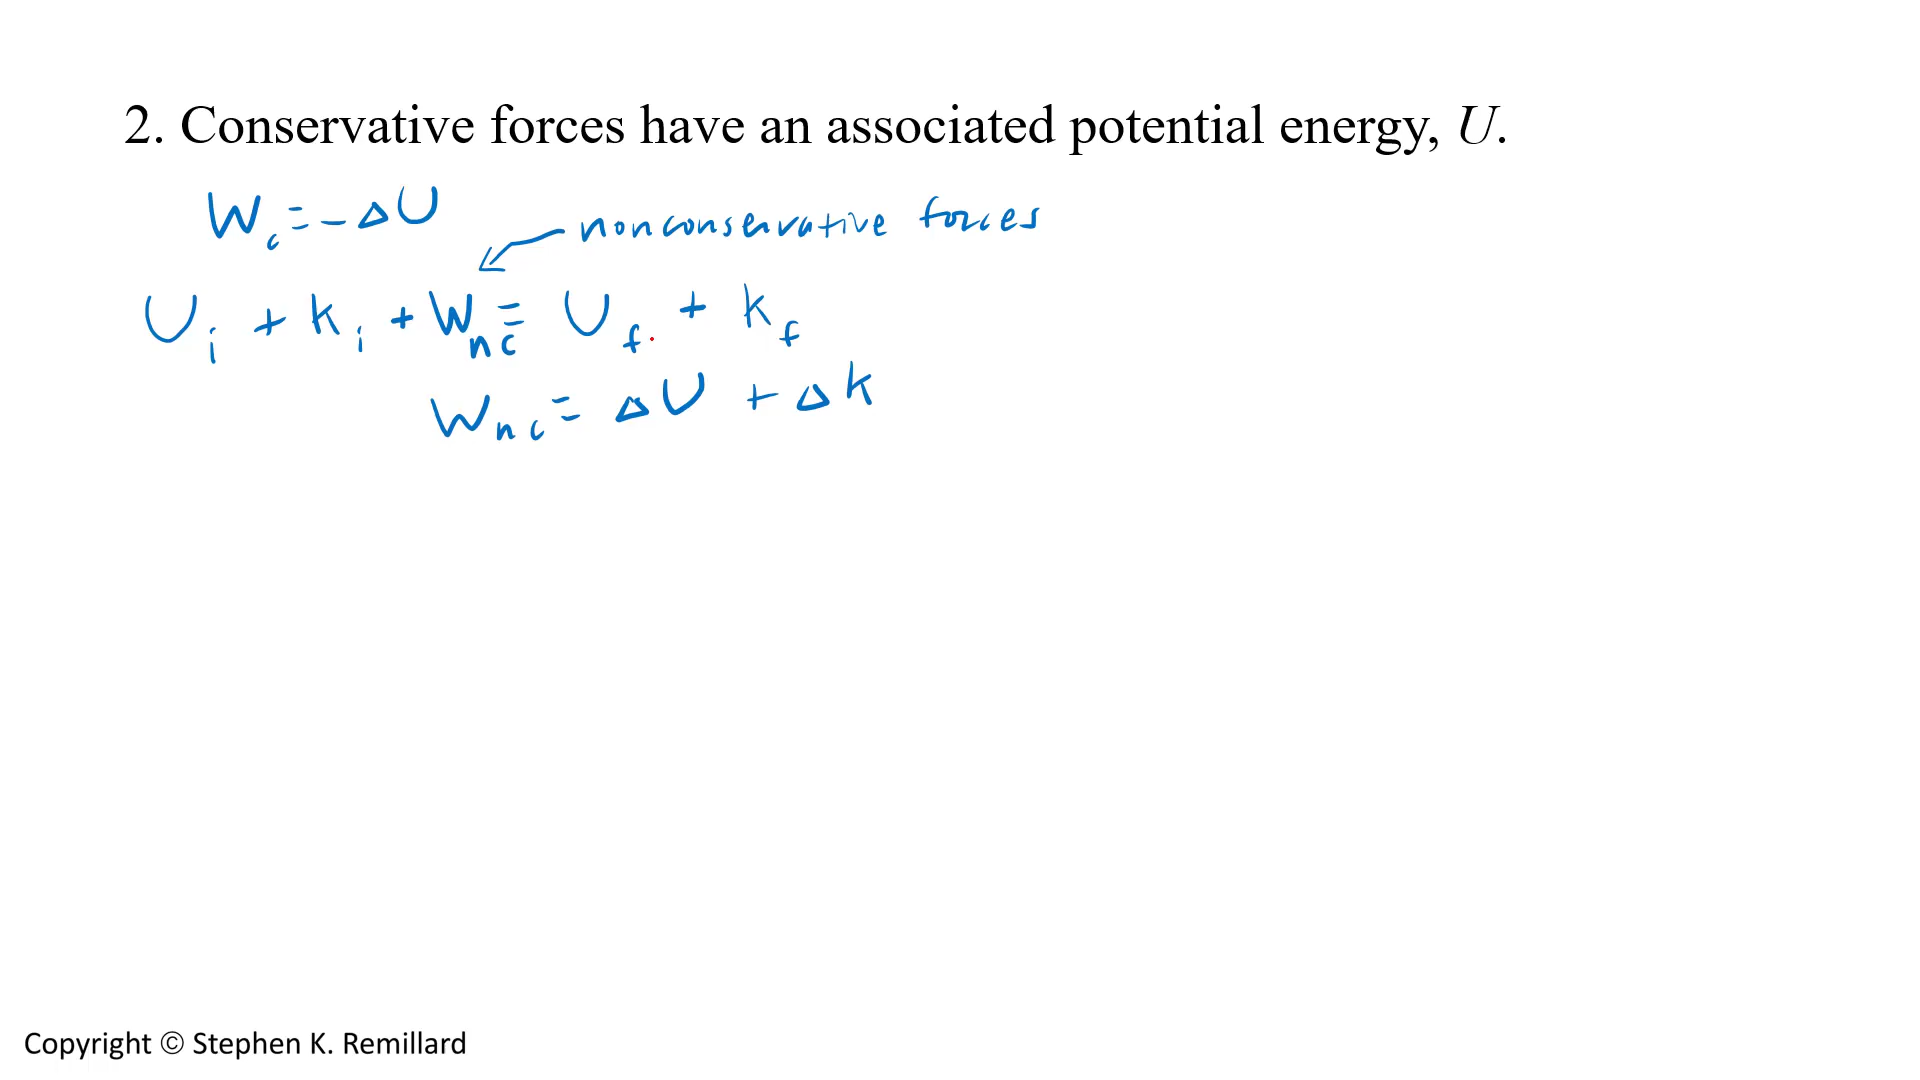 2. Conservative forces have an associated potential energy, U.
W_c = -ΔU
nonconservative forces
U_i + K_i + W_nc = U_f + K_f
W_nc = ΔU + ΔK
Copyright © Stephen K. Remillard